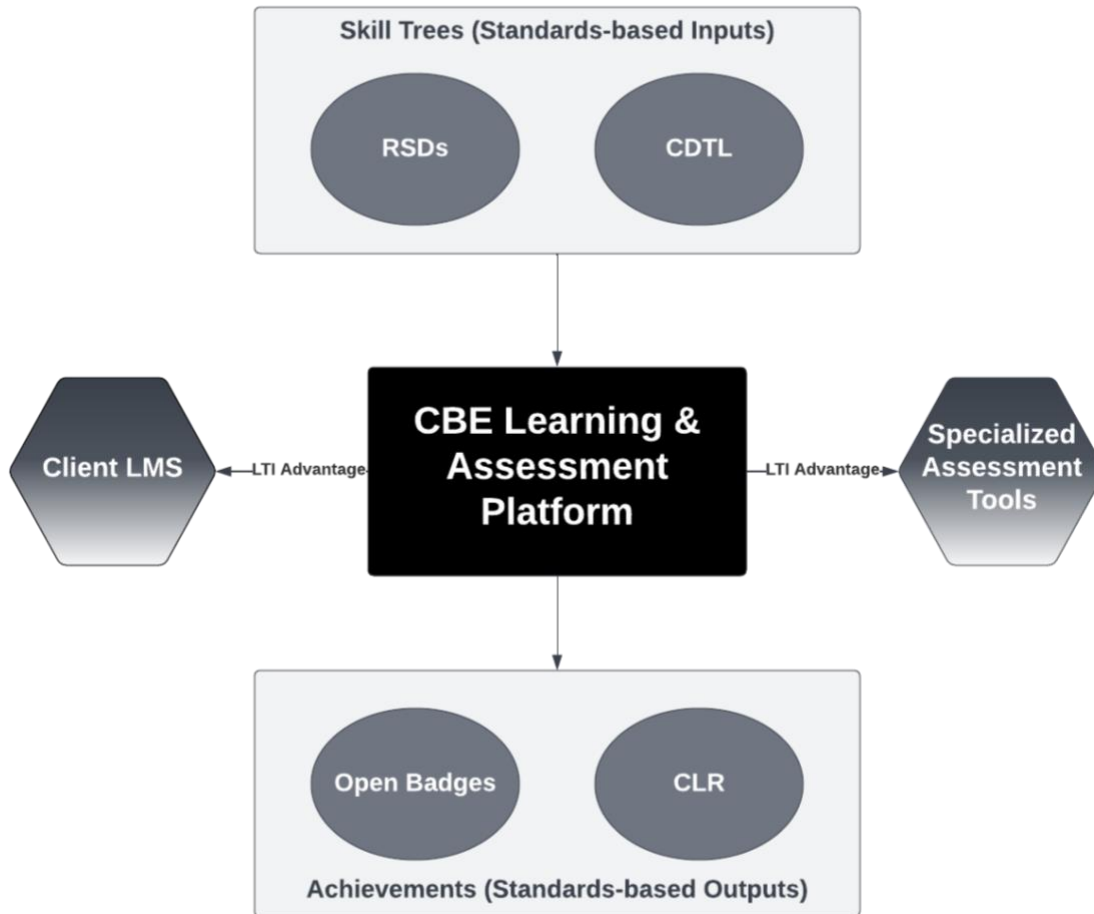 Skill Trees (Standards-based Inputs)
RSDs
CDTL
CBE Learning &
Assessment
Platform
Client LMS
LTI Advantage
LTI Advantage
Specialized
Assessment
Tools
Open Badges
CLR
Achievements (Standards-based Outputs)